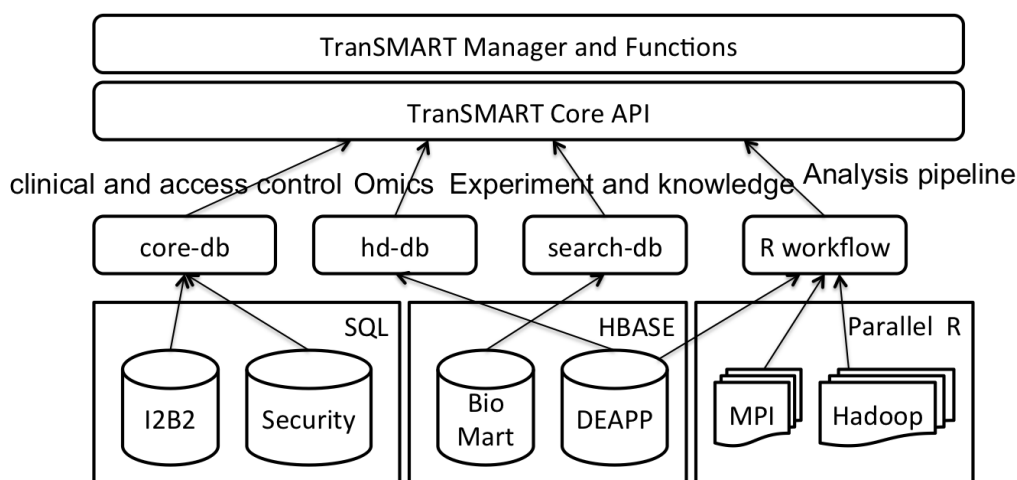 TranSMART Manager and Functions
TranSMART Core API
clinical and access control
Omics
Experiment and knowledge
Analysis pipeline
core-db
hd-db
search-db
R workflow
SQL
HBASE
Parallel R
I2B2
Security
Bio
Mart
DEAPP
MPI
Hadoop